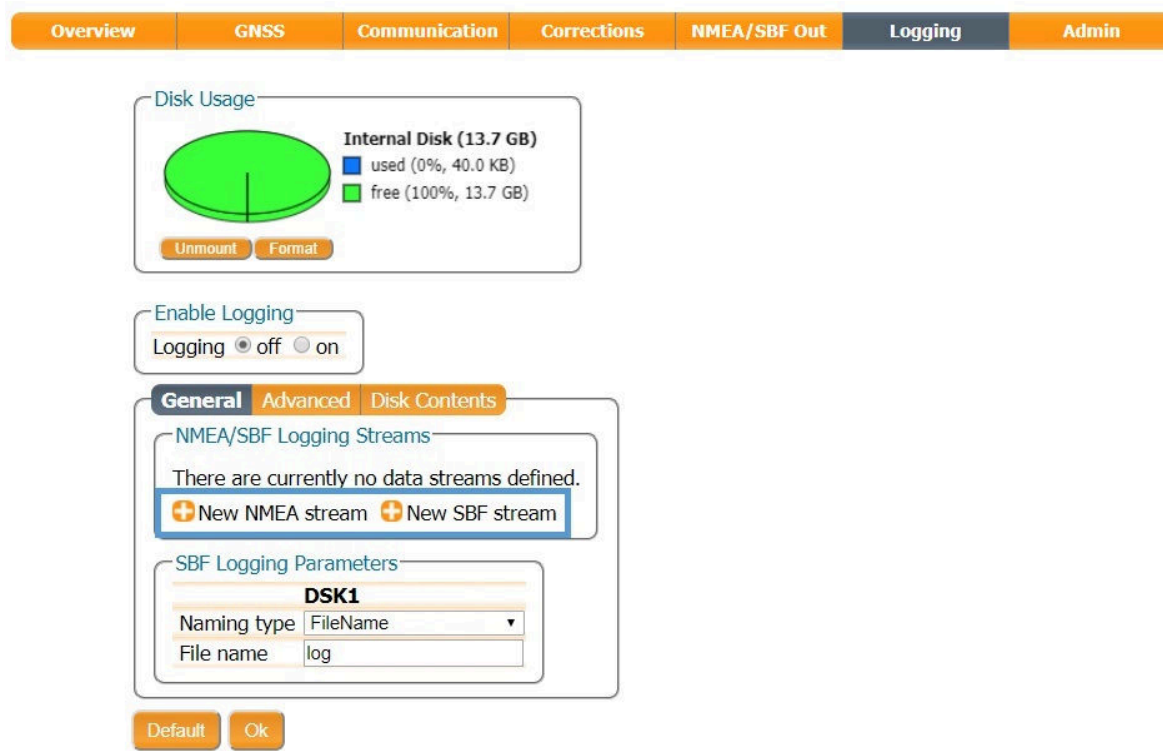 Overview GNSS Communication Corrections NMEA/SBF Out Logging Admin
Disk Usage
Internal Disk (13.7 GB)
used (0%, 40.0 KB)
free (100%, 13.7 GB)
Unmount Format
Enable Logging
Logging off on
General Advanced Disk Contents
NMEA/SBF Logging Streams
There are currently no data streams defined.
New NMEA stream New SBF stream
SBF Logging Parameters
DSK1
Naming type FileName
File name log
Default Ok